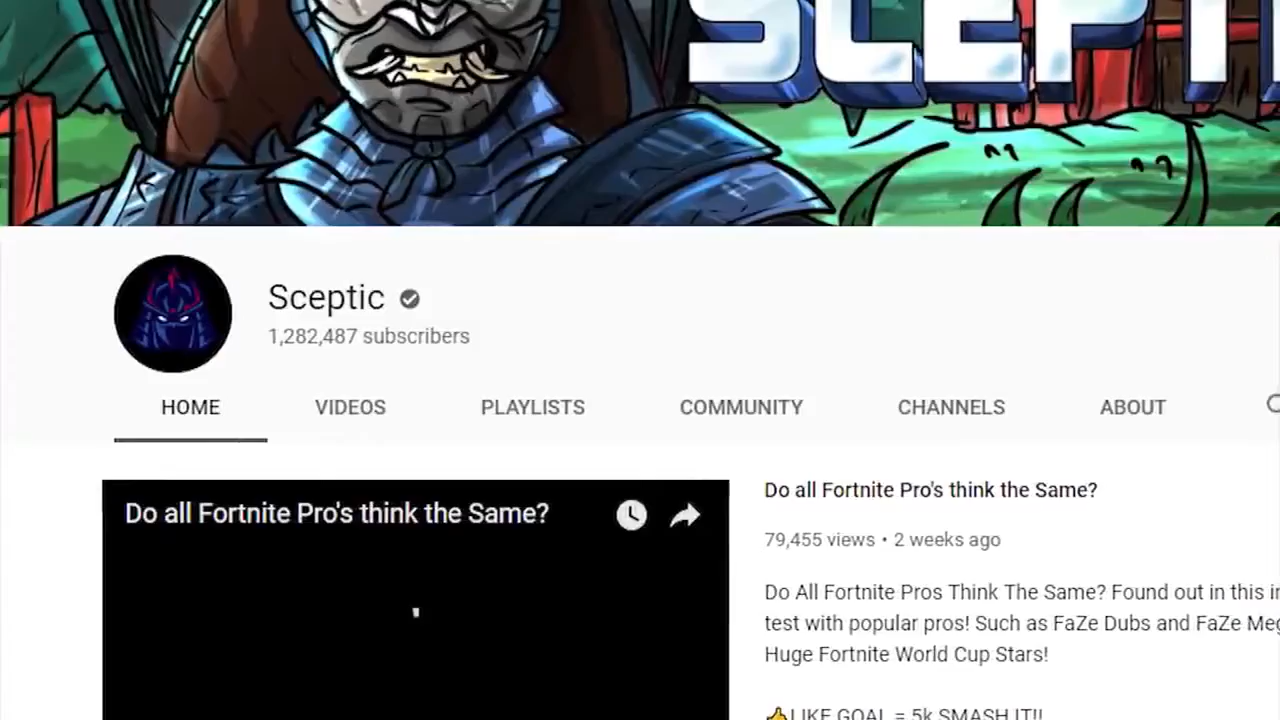 Sceptic
1,282,487 subscribers
HOME VIDEOS PLAYLISTS COMMUNITY CHANNELS ABOUT
Do all Fortnite Pro's think the Same?
Do all Fortnite Pro's think the Same?
79,455 views • 2 weeks ago
Do All Fortnite Pros Think The Same? Found out in this
test with popular pros! Such as FaZe Dubs and FaZe
Huge Fortnite World Cup Stars!
👍LIKE GOAL = 5k SMASH IT!!